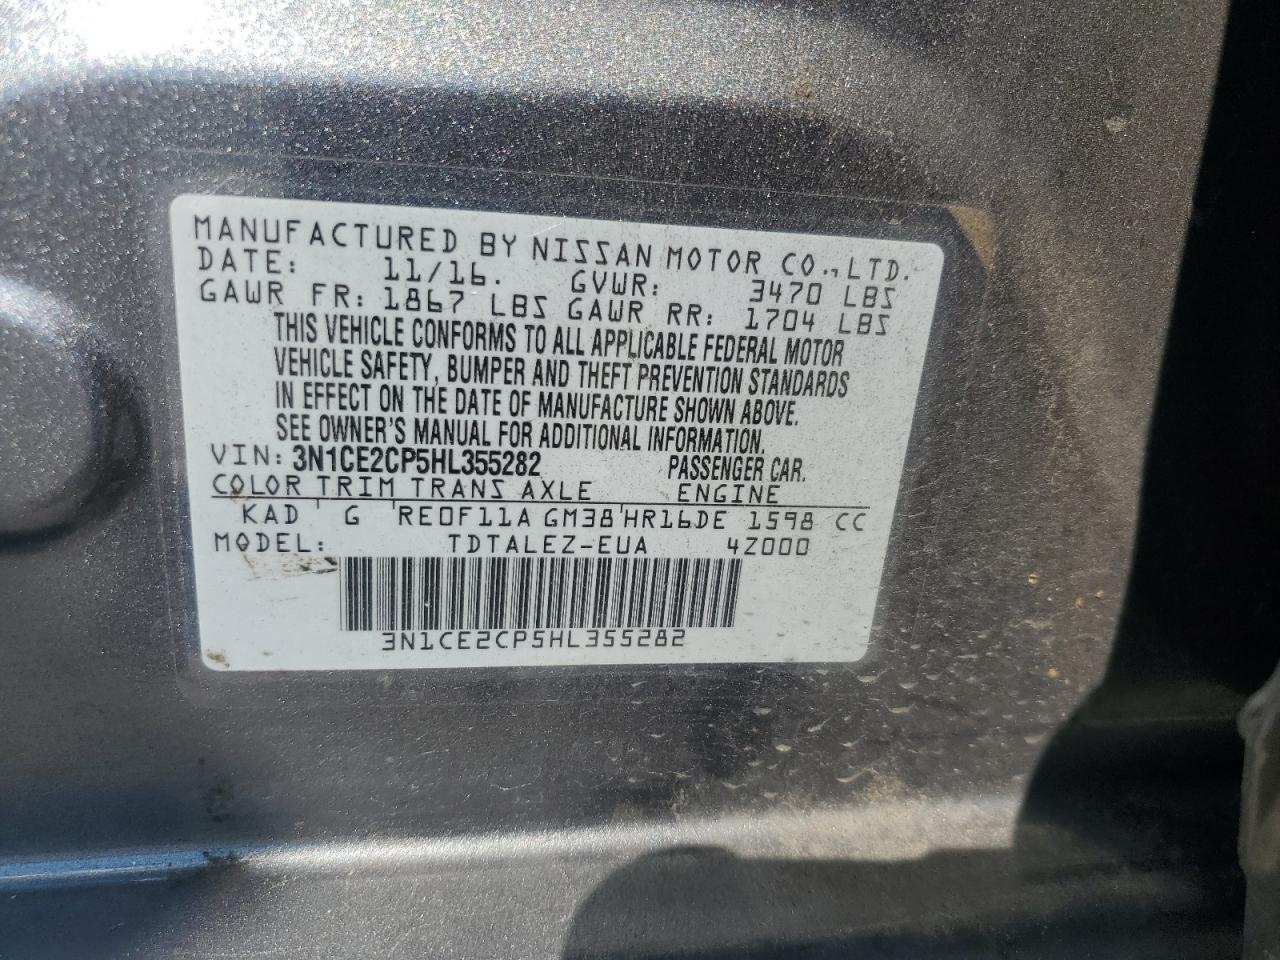 MANUFACTURED BY NISSAN MOTOR CO., LTD.
DATE: 11/16. GVWR: 3470 LBS
GAWR FR: 1867 LBS GAWR RR: 1704 LBS
THIS VEHICLE CONFORMS TO ALL APPLICABLE FEDERAL MOTOR
VEHICLE SAFETY, BUMPER AND THEFT PREVENTION STANDARDS
IN EFFECT ON THE DATE OF MANUFACTURE SHOWN ABOVE.
SEE OWNER'S MANUAL FOR ADDITIONAL INFORMATION.
VIN: 3N1CE2CP5HL355282 PASSENGER CAR.
COLOR TRIM TRANS AXLE ENGINE
KAD G RE0F11A GM38 HR16DE 1598 CC
MODEL: TDTALEZ-EUA 4Z000
3N1CE2CP5HL355282